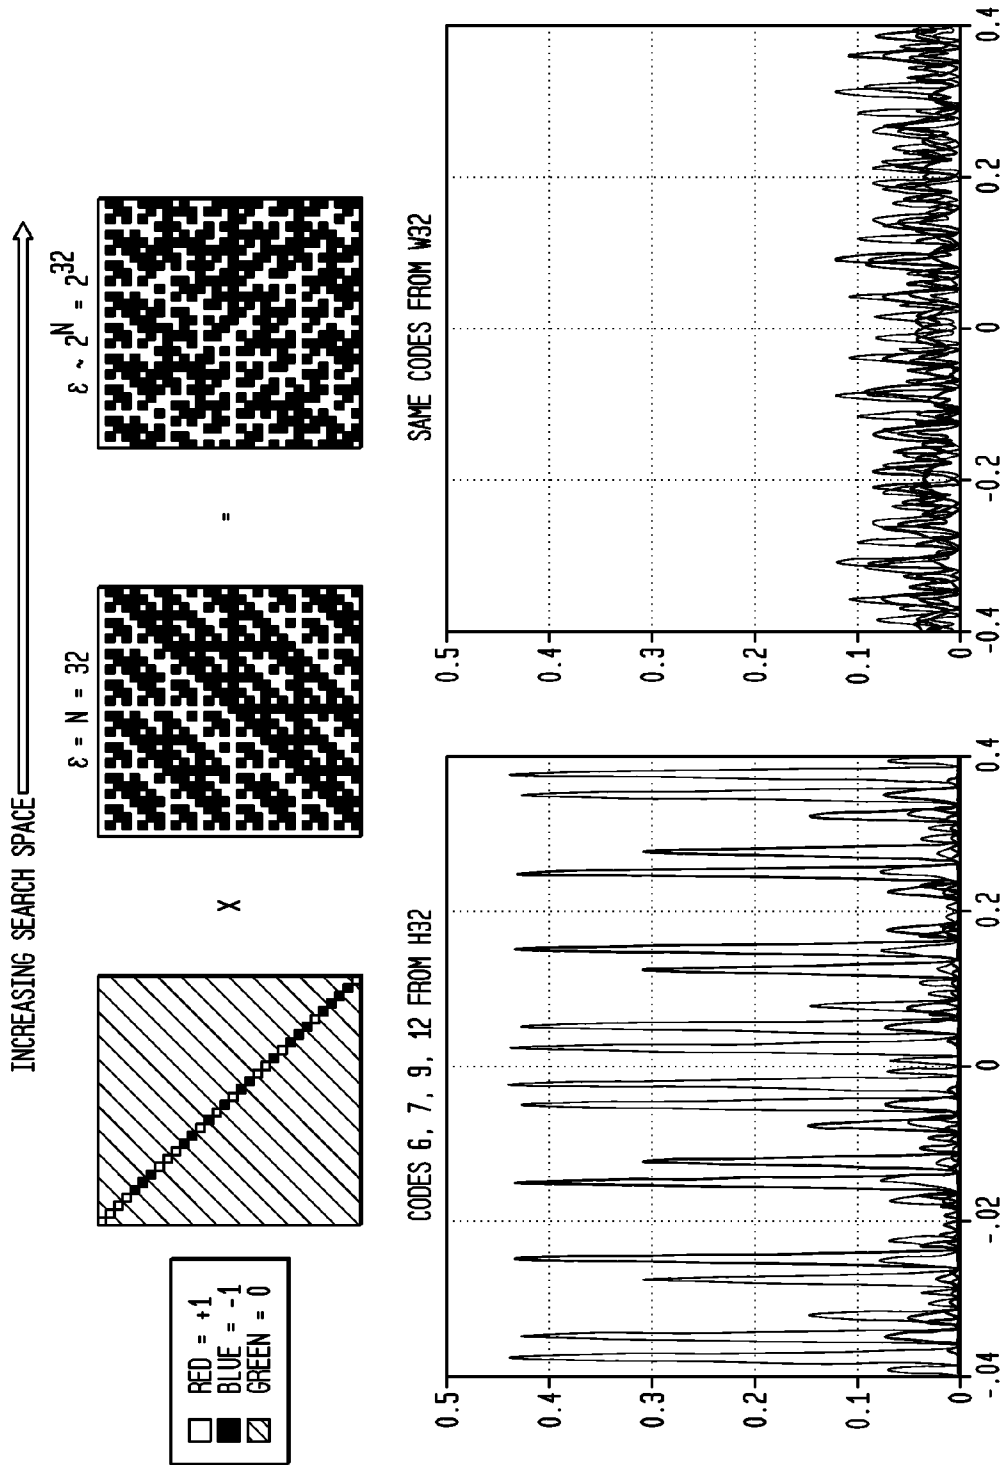 INCREASING SEARCH SPACE
RED = +1
BLUE = -1
GREEN = 0
X
ε = N = 32
=
ε ~ 2^N = 2^32
CODES 6, 7, 9, 12 FROM H32
0.5
0.4
0.3
0.2
0.1
0
-.04
-.02
0
0.2
0.4
SAME CODES FROM W32
0.5
0.4
0.3
0.2
0.1
0
-0.4
-0.2
0
0.2
0.4